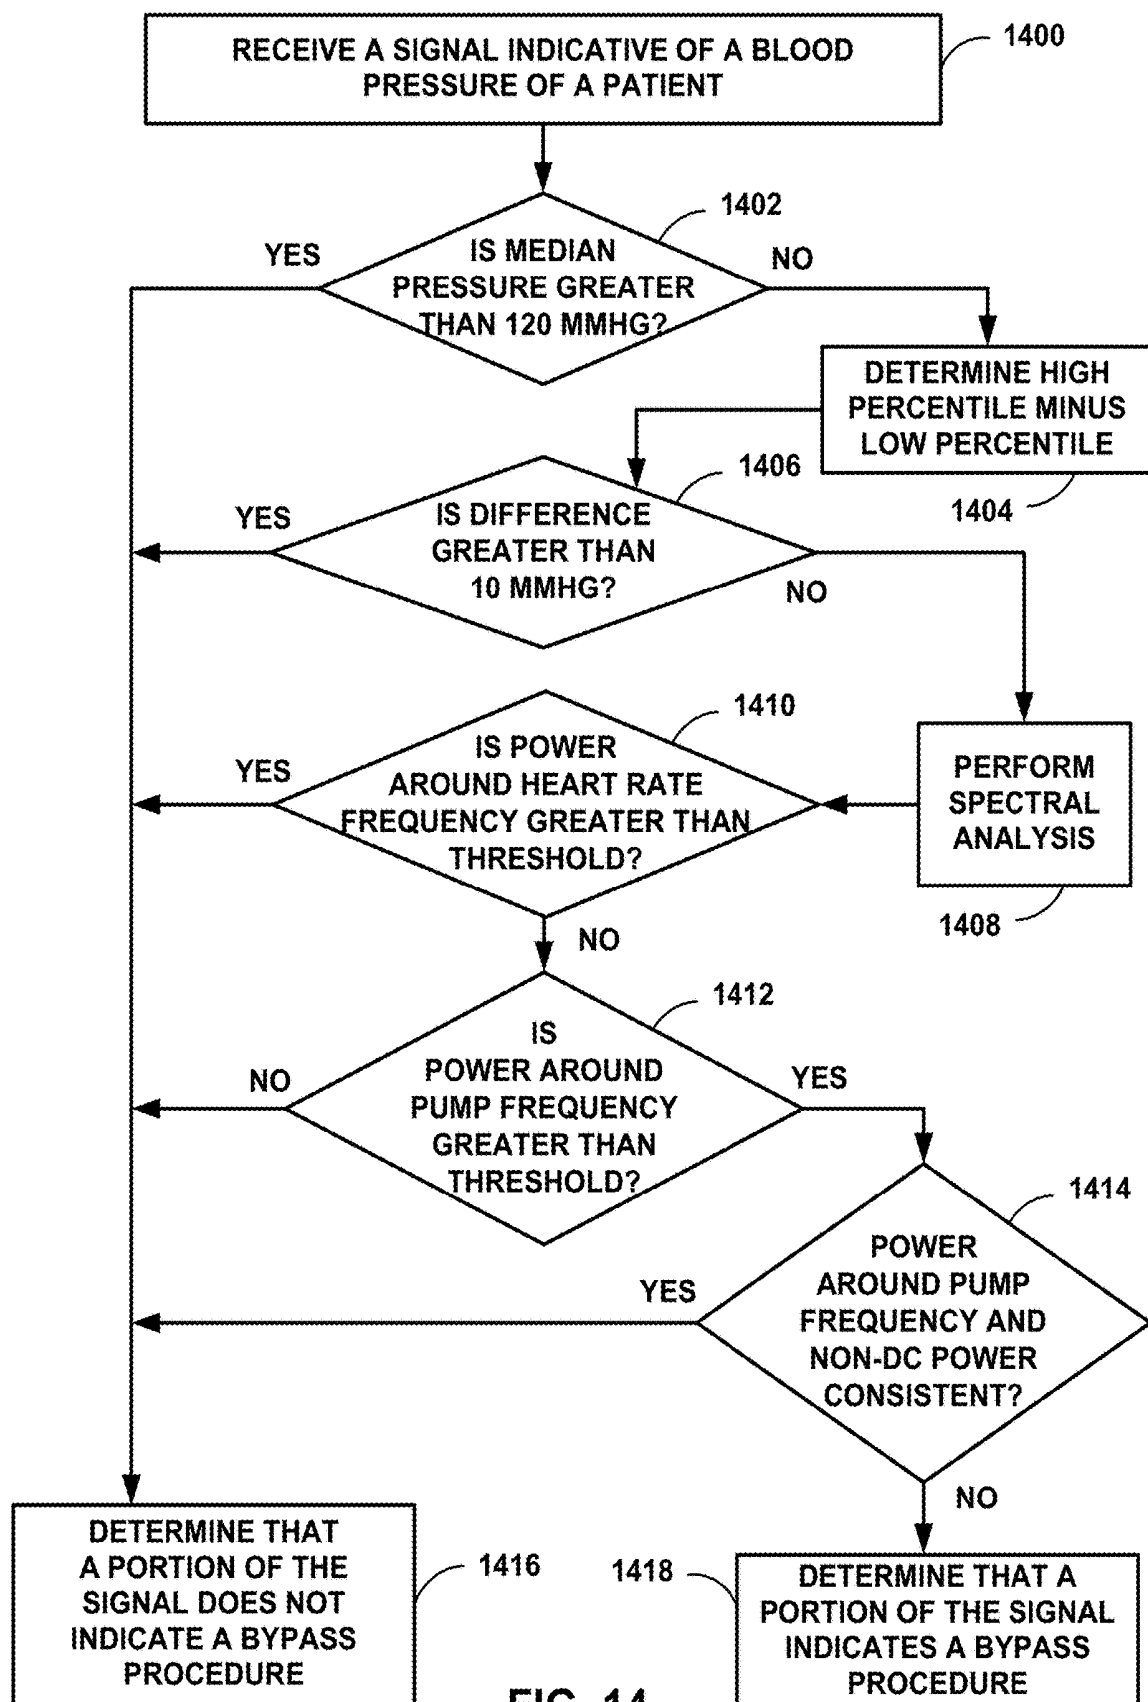 RECEIVE A SIGNAL INDICATIVE OF A BLOOD
PRESSURE OF A PATIENT
1400
1402
YES
IS MEDIAN
PRESSURE GREATER
THAN 120 MMHG?
NO
DETERMINE HIGH
PERCENTILE MINUS
LOW PERCENTILE
1404
1406
YES
IS DIFFERENCE
GREATER THAN
10 MMHG?
NO
1410
YES
IS POWER
AROUND HEART RATE
FREQUENCY GREATER THAN
THRESHOLD?
PERFORM
SPECTRAL
ANALYSIS
1408
NO
1412
NO
IS
POWER AROUND
PUMP FREQUENCY
GREATER THAN
THRESHOLD?
YES
1414
YES
POWER
AROUND PUMP
FREQUENCY AND
NON-DC POWER
CONSISTENT?
NO
DETERMINE THAT
A PORTION OF THE
SIGNAL DOES NOT
INDICATE A BYPASS
PROCEDURE
1416
1418
DETERMINE THAT A
PORTION OF THE SIGNAL
INDICATES A BYPASS
PROCEDURE
FIG. 14